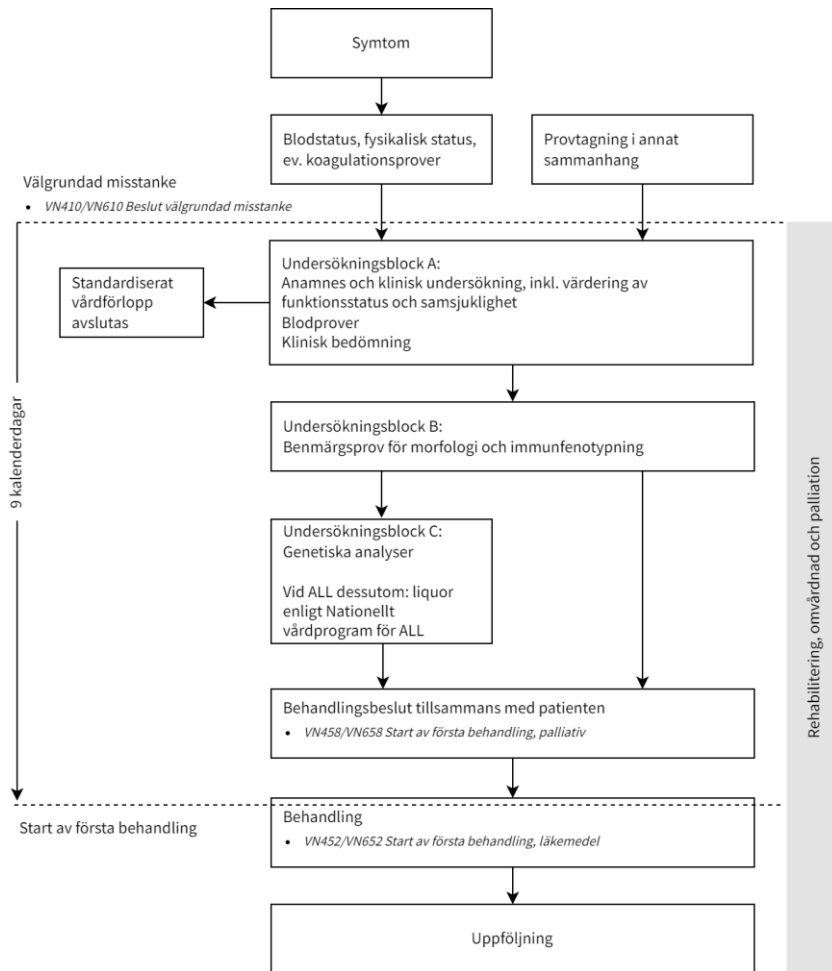 Symtom
Blodstatus, fysikalisk status,
ev. koagulationsprover
Provtagning i annat
sammanhang
Välgrundad misstanke
• VN410/VN610 Beslut välgrundad misstanke
Undersökningsblock A:
Anamnes och klinisk undersökning, inkl. värdering av
funktionsstatus och samsjuklighet
Blodprover
Klinisk bedömning
Standardiserat
vårdförlopp
avslutas
9 kalenderdagar
Undersökningsblock B:
Benmärgsprov för morfologi och immunfenotypning
Undersökningsblock C:
Genetiska analyser
Vid ALL dessutom: liquor
enligt Nationellt
vårdprogram för ALL
Behandlingsbeslut tillsammans med patienten
• VN458/VN658 Start av första behandling, palliativ
Start av första behandling
Behandling
• VN452/VN652 Start av första behandling, läkemedel
Uppföljning
Rehabilitering, omvårdnad och palliation